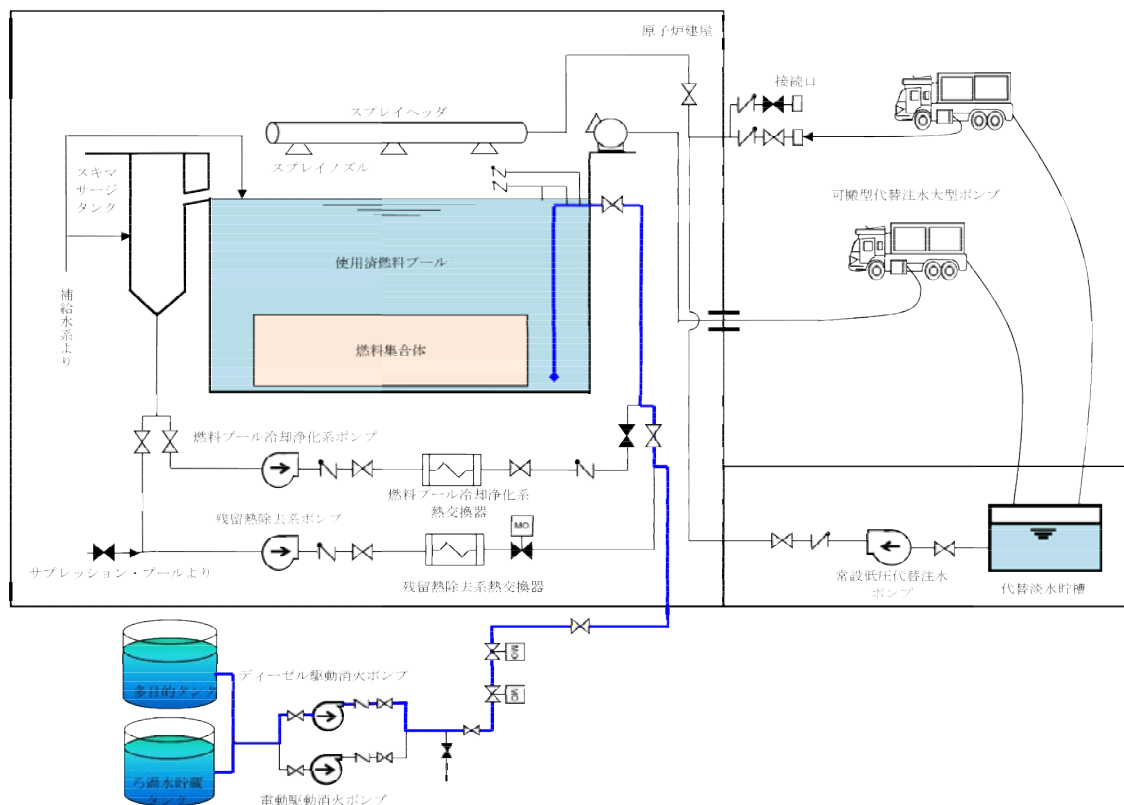 原子炉建屋
接続口
スプレイヘッダ
スプレイノズル
スキマ
サージ
タンク
可搬型代替注水大型ポンプ
使用済燃料プール
補給水系より
燃料集合体
燃料プール冷却浄化系ポンプ
燃料プール冷却浄化系
熱交換器
残留熱除去系ポンプ
MO
サプレッション・プールより
残留熱除去系熱交換器
常設低圧代替注水
ポンプ
代替淡水貯槽
MO
MO
ディーゼル駆動消火ポンプ
多目的タンク
ろ過水貯蔵
タンク
電動駆動消火ポンプ